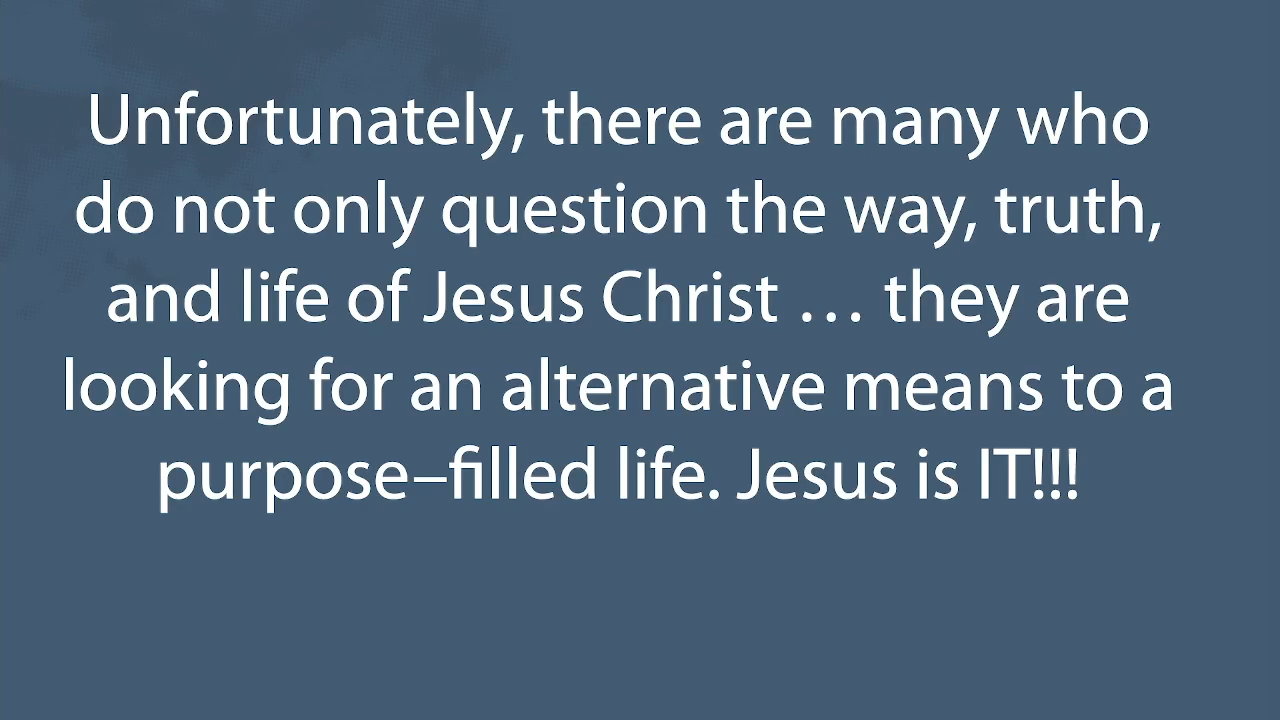 Unfortunately, there are many who
do not only question the way, truth,
and life of Jesus Christ … they are
looking for an alternative means to a
purpose–filled life. Jesus is IT!!!